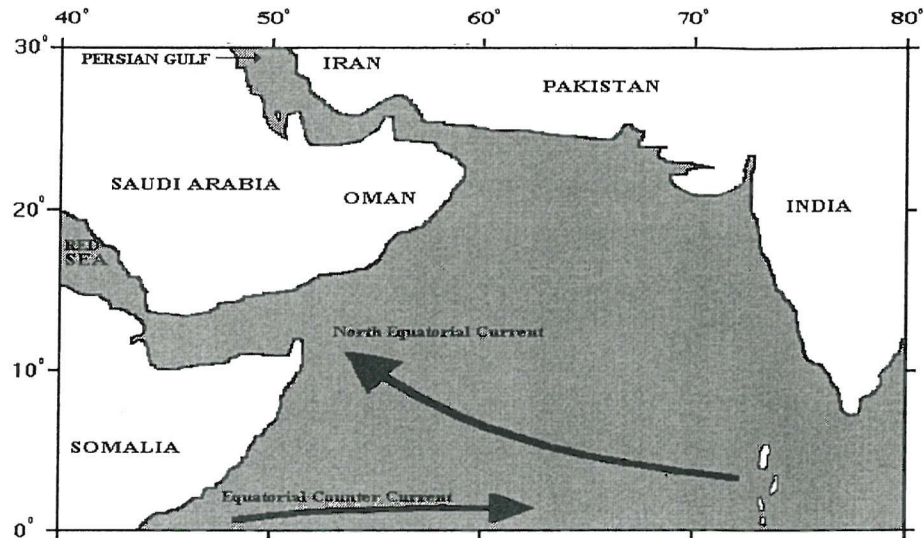 40° 50° 60° 70° 80°
30°
PERSIAN GULF
IRAN
PAKISTAN
SAUDI ARABIA
OMAN
INDIA
20°
RED
SEA
North Equatorial Current
10°
SOMALIA
Equatorial Counter Current
0°